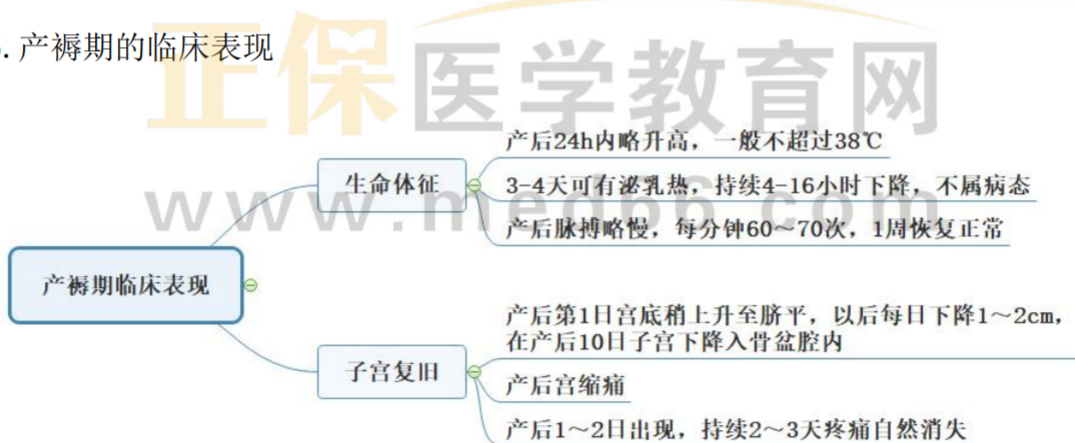 . 产褥期的临床表现
正保医学教育网
www.med66.com
产褥期临床表现
生命体征
产后24h内略升高，一般不超过38℃
3-4天可有泌乳热，持续4-16小时下降，不属病态
产后脉搏略慢，每分钟60～70次，1周恢复正常
子宫复旧
产后第1日宫底稍上升至脐平，以后每日下降1～2cm，
在产后10日子宫下降入骨盆腔内
产后宫缩痛
产后1～2日出现，持续2～3天疼痛自然消失